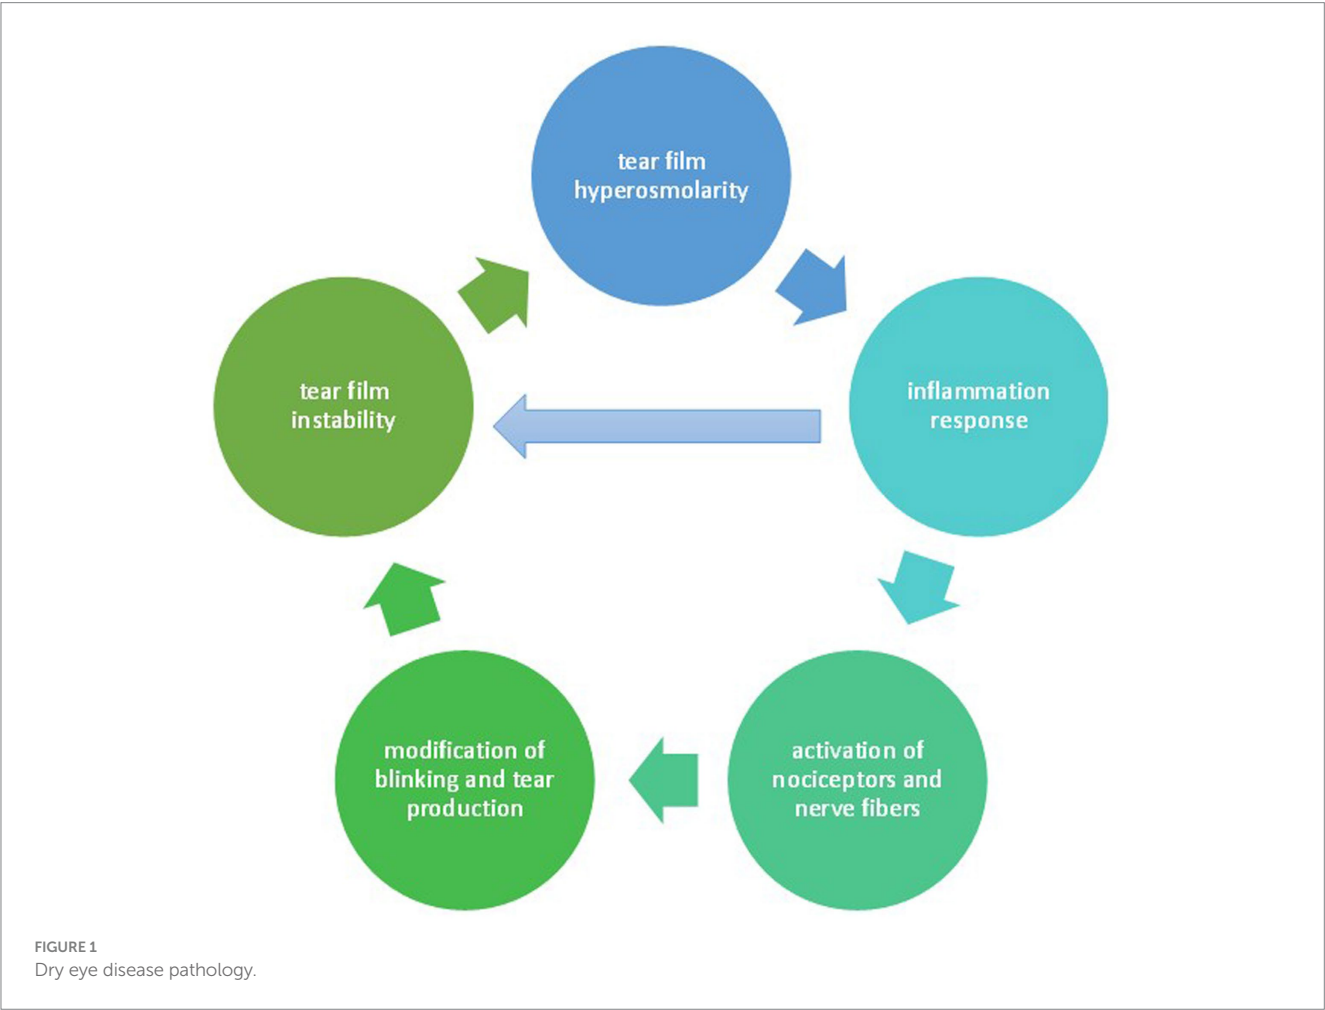 tear film
hyperosmolarity
inflammation
response
activation of
nociceptors and
nerve fibers
modification of
blinking and tear
production
tear film
instability
FIGURE 1
Dry eye disease pathology.